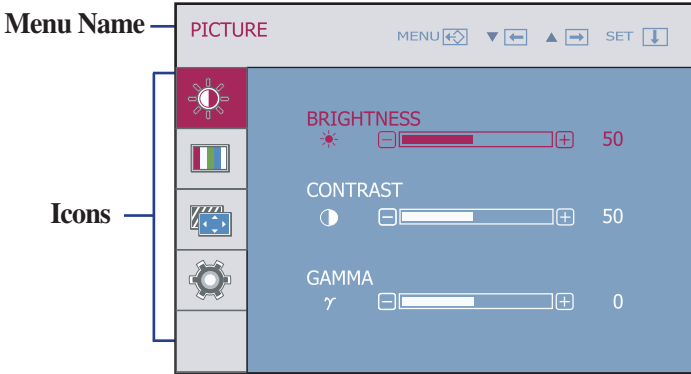 Menu Name
PICTURE
MENU ▼ ▲ SET
BRIGHTNESS
50
CONTRAST
50
Icons
GAMMA
γ 0